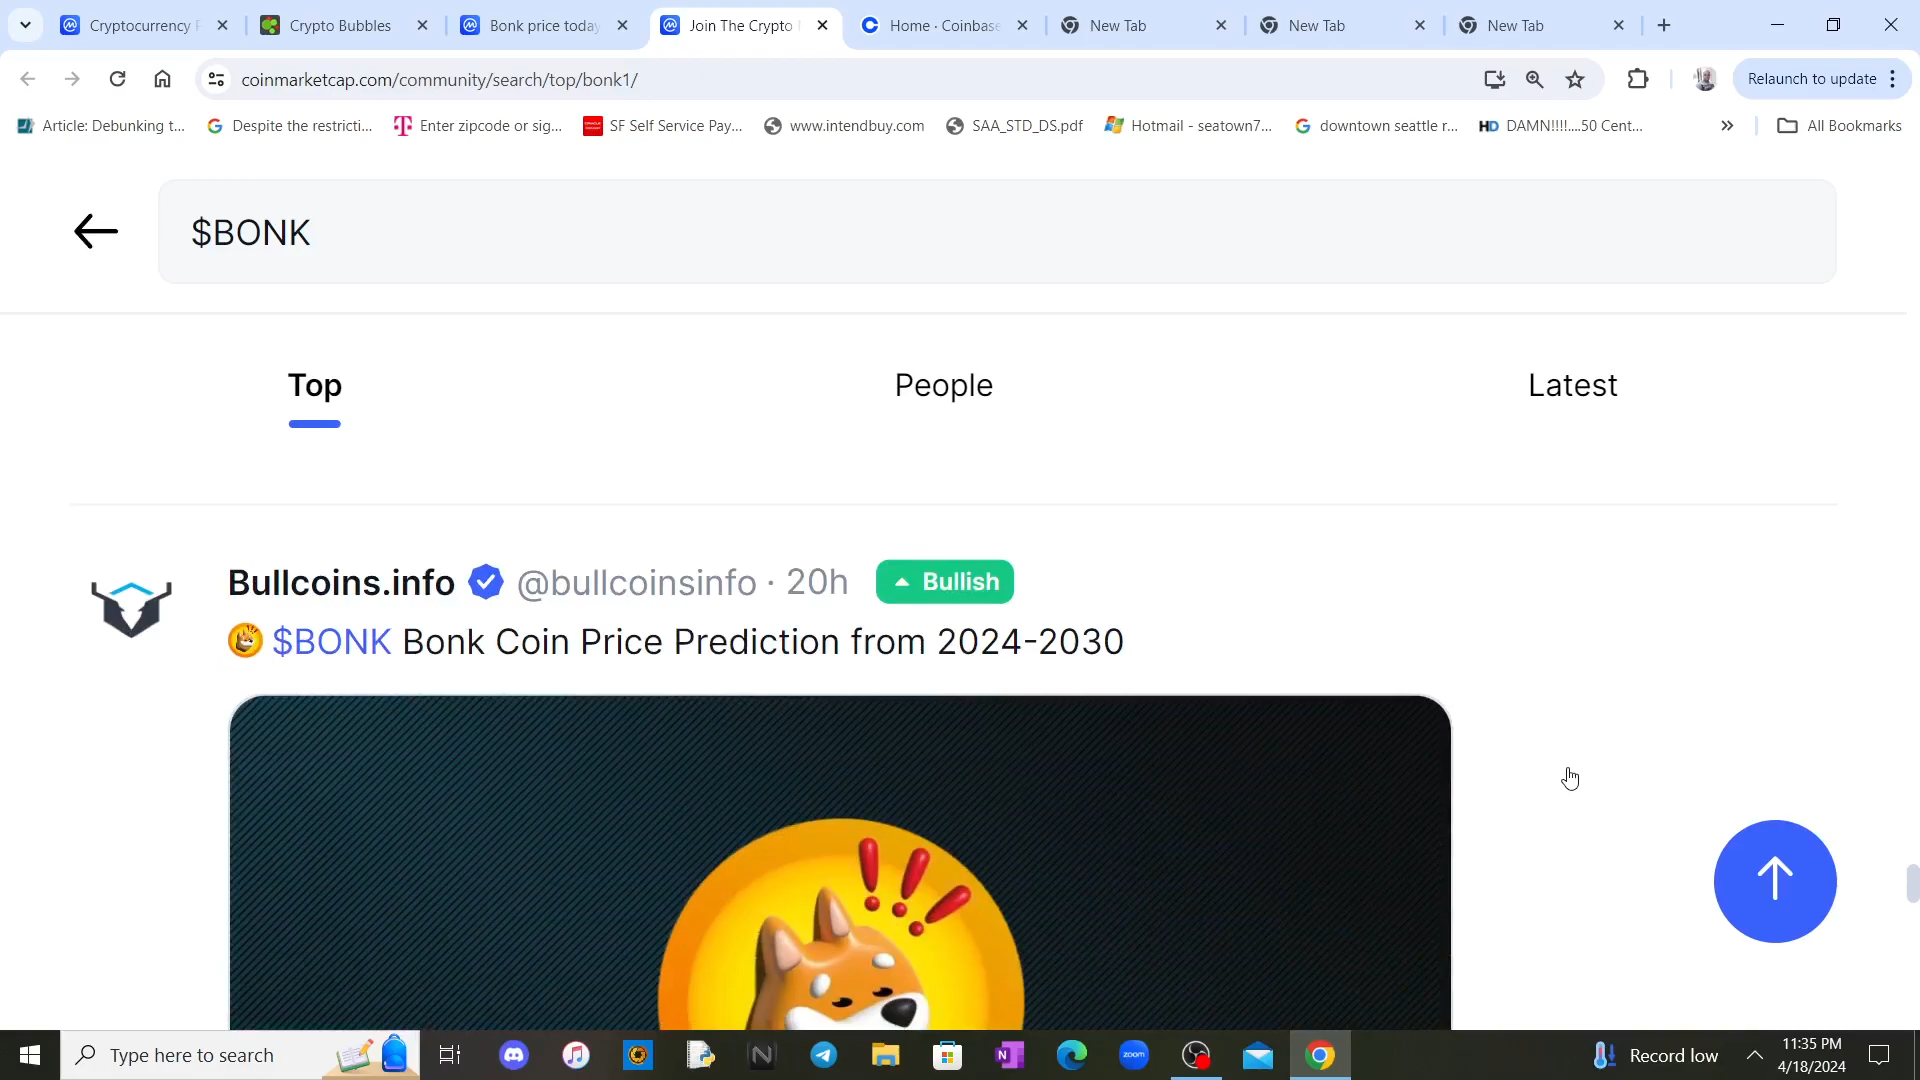 Cryptocurrency P
Crypto Bubbles
Bonk price today
Join The Crypto
Home · Coinbase
New Tab
New Tab
New Tab
coinmarketcap.com/community/search/top/bonk1/
Relaunch to update
Article: Debunking t...
Despite the restricti...
Enter zipcode or sig...
SF Self Service Pay...
www.intendbuy.com
SAA_STD_DS.pdf
Hotmail - seatown7...
downtown seattle r...
HD DAMN!!!!....50 Cent...
All Bookmarks
$BONK
Top
People
Latest
Bullcoins.info @bullcoinsinfo · 20h Bullish
$BONK Bonk Coin Price Prediction from 2024-2030
Type here to search
zoom
Record low
11:35 PM
4/18/2024